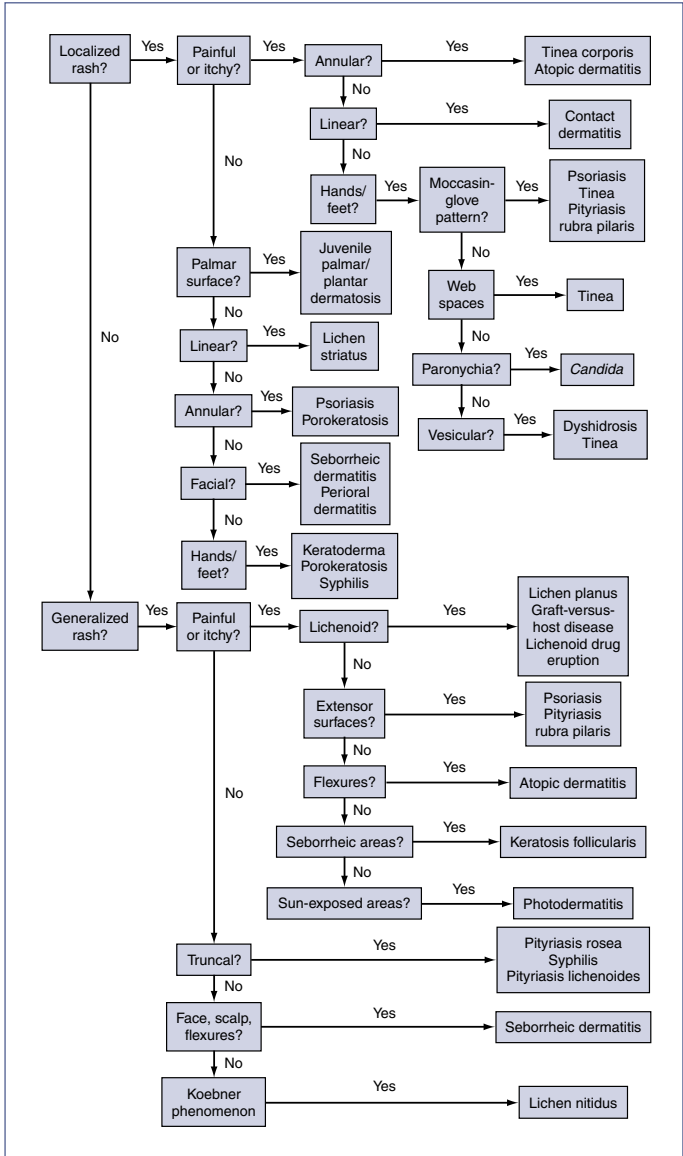 Localized
rash?
Yes
Painful
or itchy?
Yes
Annular?
Yes
Tinea corporis
Atopic dermatitis
No
Linear?
Yes
Contact
dermatitis
No
Hands/
feet?
Yes
Moccasin-
glove
pattern?
Yes
Psoriasis
Tinea
Pityriasis
rubra pilaris
No
Web
spaces
Yes
Tinea
No
Paronychia?
Yes
Candida
No
Vesicular?
Yes
Dyshidrosis
Tinea
No
Palmar
surface?
Yes
Juvenile
palmar/
plantar
dermatosis
No
Linear?
Yes
Lichen
striatus
No
Annular?
Yes
Psoriasis
Porokeratosis
No
Facial?
Yes
Seborrheic
dermatitis
Perioral
dermatitis
No
Hands/
feet?
Yes
Keratoderma
Porokeratosis
Syphilis
No
Generalized
rash?
Yes
Painful
or itchy?
Yes
Lichenoid?
Yes
Lichen planus
Graft-versus-
host disease
Lichenoid drug
eruption
No
Extensor
surfaces?
Yes
Psoriasis
Pityriasis
rubra pilaris
No
Flexures?
Yes
Atopic dermatitis
No
Seborrheic areas?
Yes
Keratosis follicularis
No
Sun-exposed areas?
Yes
Photodermatitis
No
Truncal?
Yes
Pityriasis rosea
Syphilis
Pityriasis lichenoides
No
Face, scalp,
flexures?
Yes
Seborrheic dermatitis
No
Koebner
phenomenon
Yes
Lichen nitidus